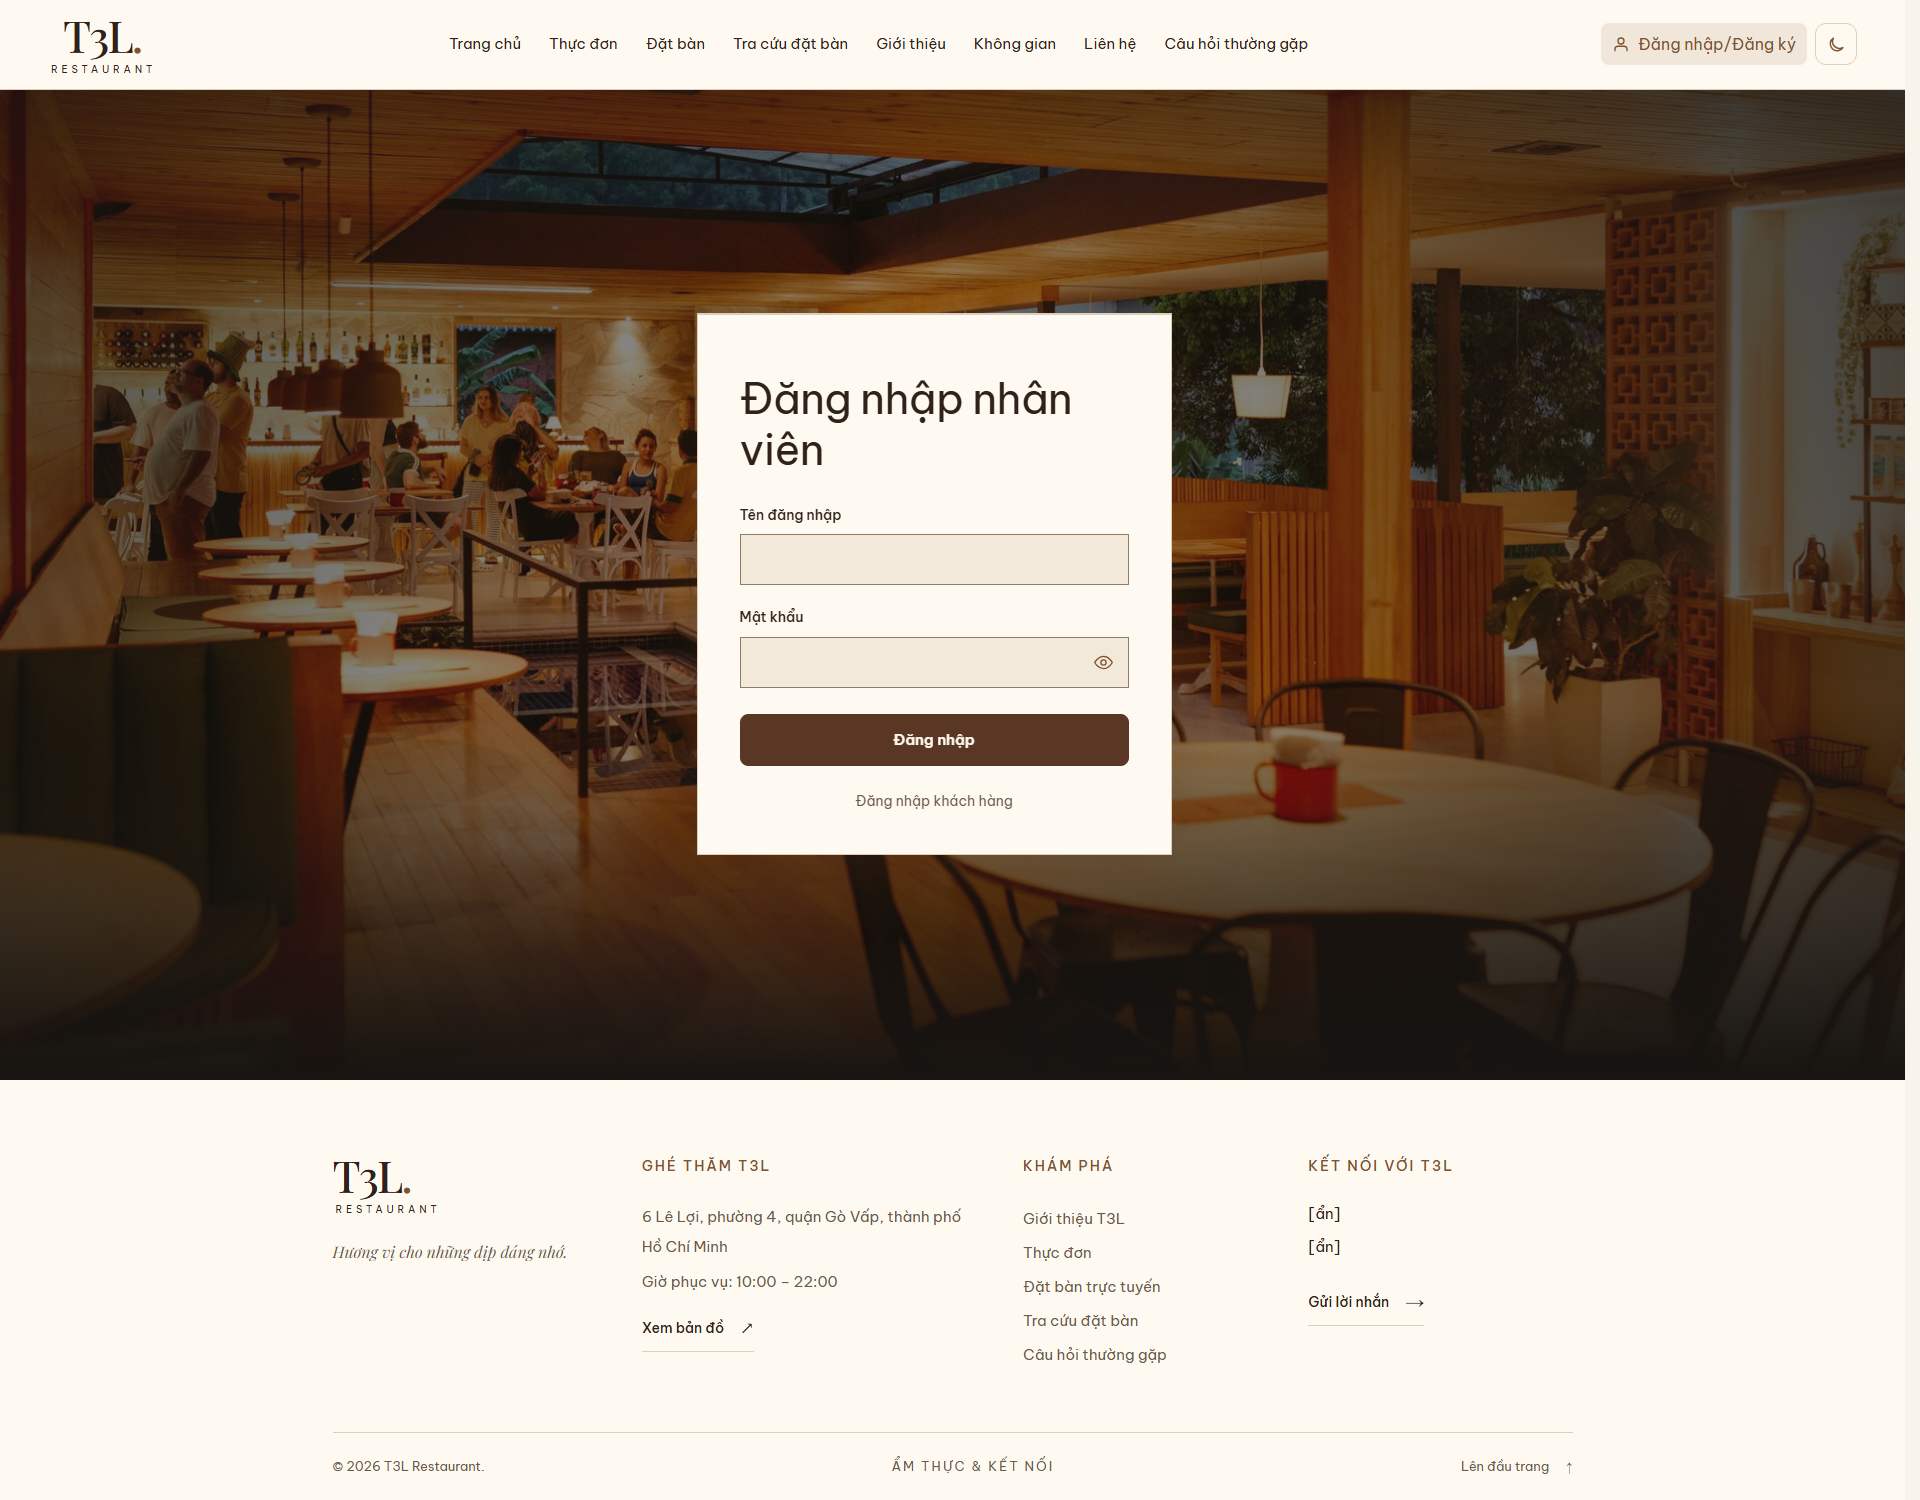 T3L.
RESTAURANT
Trang chủ
Thực đơn
Đặt bàn
Tra cứu đặt bàn
Giới thiệu
Không gian
Liên hệ
Câu hỏi thường gặp
Đăng nhập/Đăng ký
Đăng nhập nhân
viên
Tên đăng nhập
Mật khẩu
Đăng nhập
Đăng nhập khách hàng
T3L.
RESTAURANT
Hương vị cho những dịp đáng nhớ.
GHÉ THĂM T3L
6 Lê Lợi, phường 4, quận Gò Vấp, thành phố
Hồ Chí Minh
Giờ phục vụ: 10:00 – 22:00
Xem bản đồ ↗
KHÁM PHÁ
Giới thiệu T3L
Thực đơn
Đặt bàn trực tuyến
Tra cứu đặt bàn
Câu hỏi thường gặp
KẾT NỐI VỚI T3L
[ẩn]
[ẩn]
Gửi lời nhắn →
© 2026 T3L Restaurant.
ẨM THỰC & KẾT NỐI
Lên đầu trang ↑